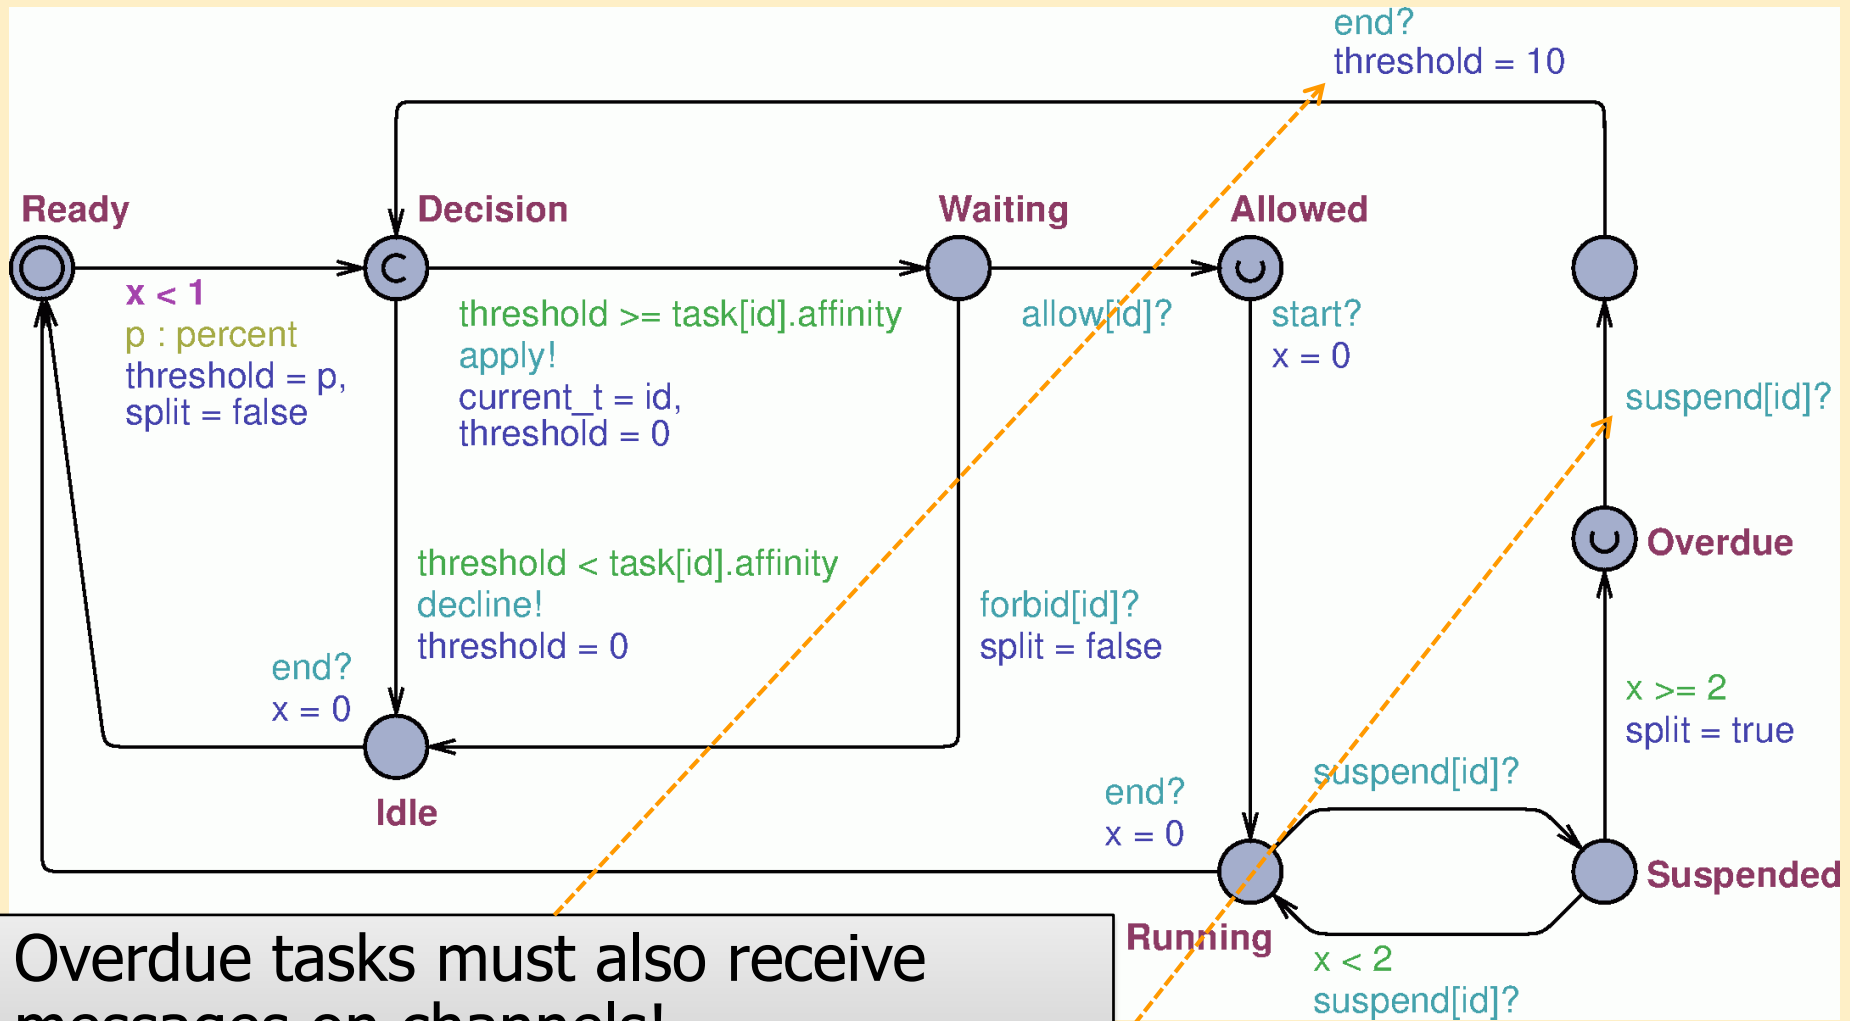 end?
threshold = 10
Ready
Decision
Waiting
Allowed
x < 1
p : percent
threshold = p,
split = false
threshold >= task[id].affinity
apply!
current_t = id,
threshold = 0
allow[id]?
start?
x = 0
suspend[id]?
threshold < task[id].affinity
decline!
threshold = 0
forbid[id]?
split = false
Overdue
end?
x = 0
x >= 2
split = true
Idle
end?
x = 0
suspend[id]?
Suspended
Running
x < 2
suspend[id]?
Overdue tasks must also receive
messages on channels!